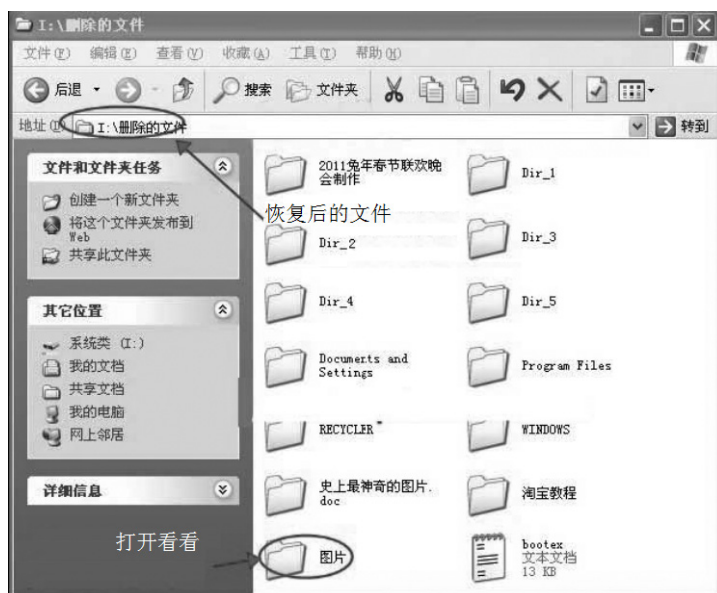 I:\删除的文件
文件(F) 编辑(E) 查看(V) 收藏(A) 工具(T) 帮助(H)
后退 搜索 文件夹
地址(D) I:\删除的文件 转到
文件和文件夹任务
创建一个新文件夹
将这个文件夹发布到
Web
共享此文件夹
其它位置
系统类 (I:)
我的文档
共享文档
我的电脑
网上邻居
详细信息
打开看看
2011兔年春节联欢晚
会制作
Dir_1
恢复后的文件
Dir_2
Dir_3
Dir_4
Dir_5
Documents and
Settings
Program Files
RECYCLER
WINDOWS
史上最神奇的图片.
doc
淘宝教程
图片
bootex
文本文档
13 KB